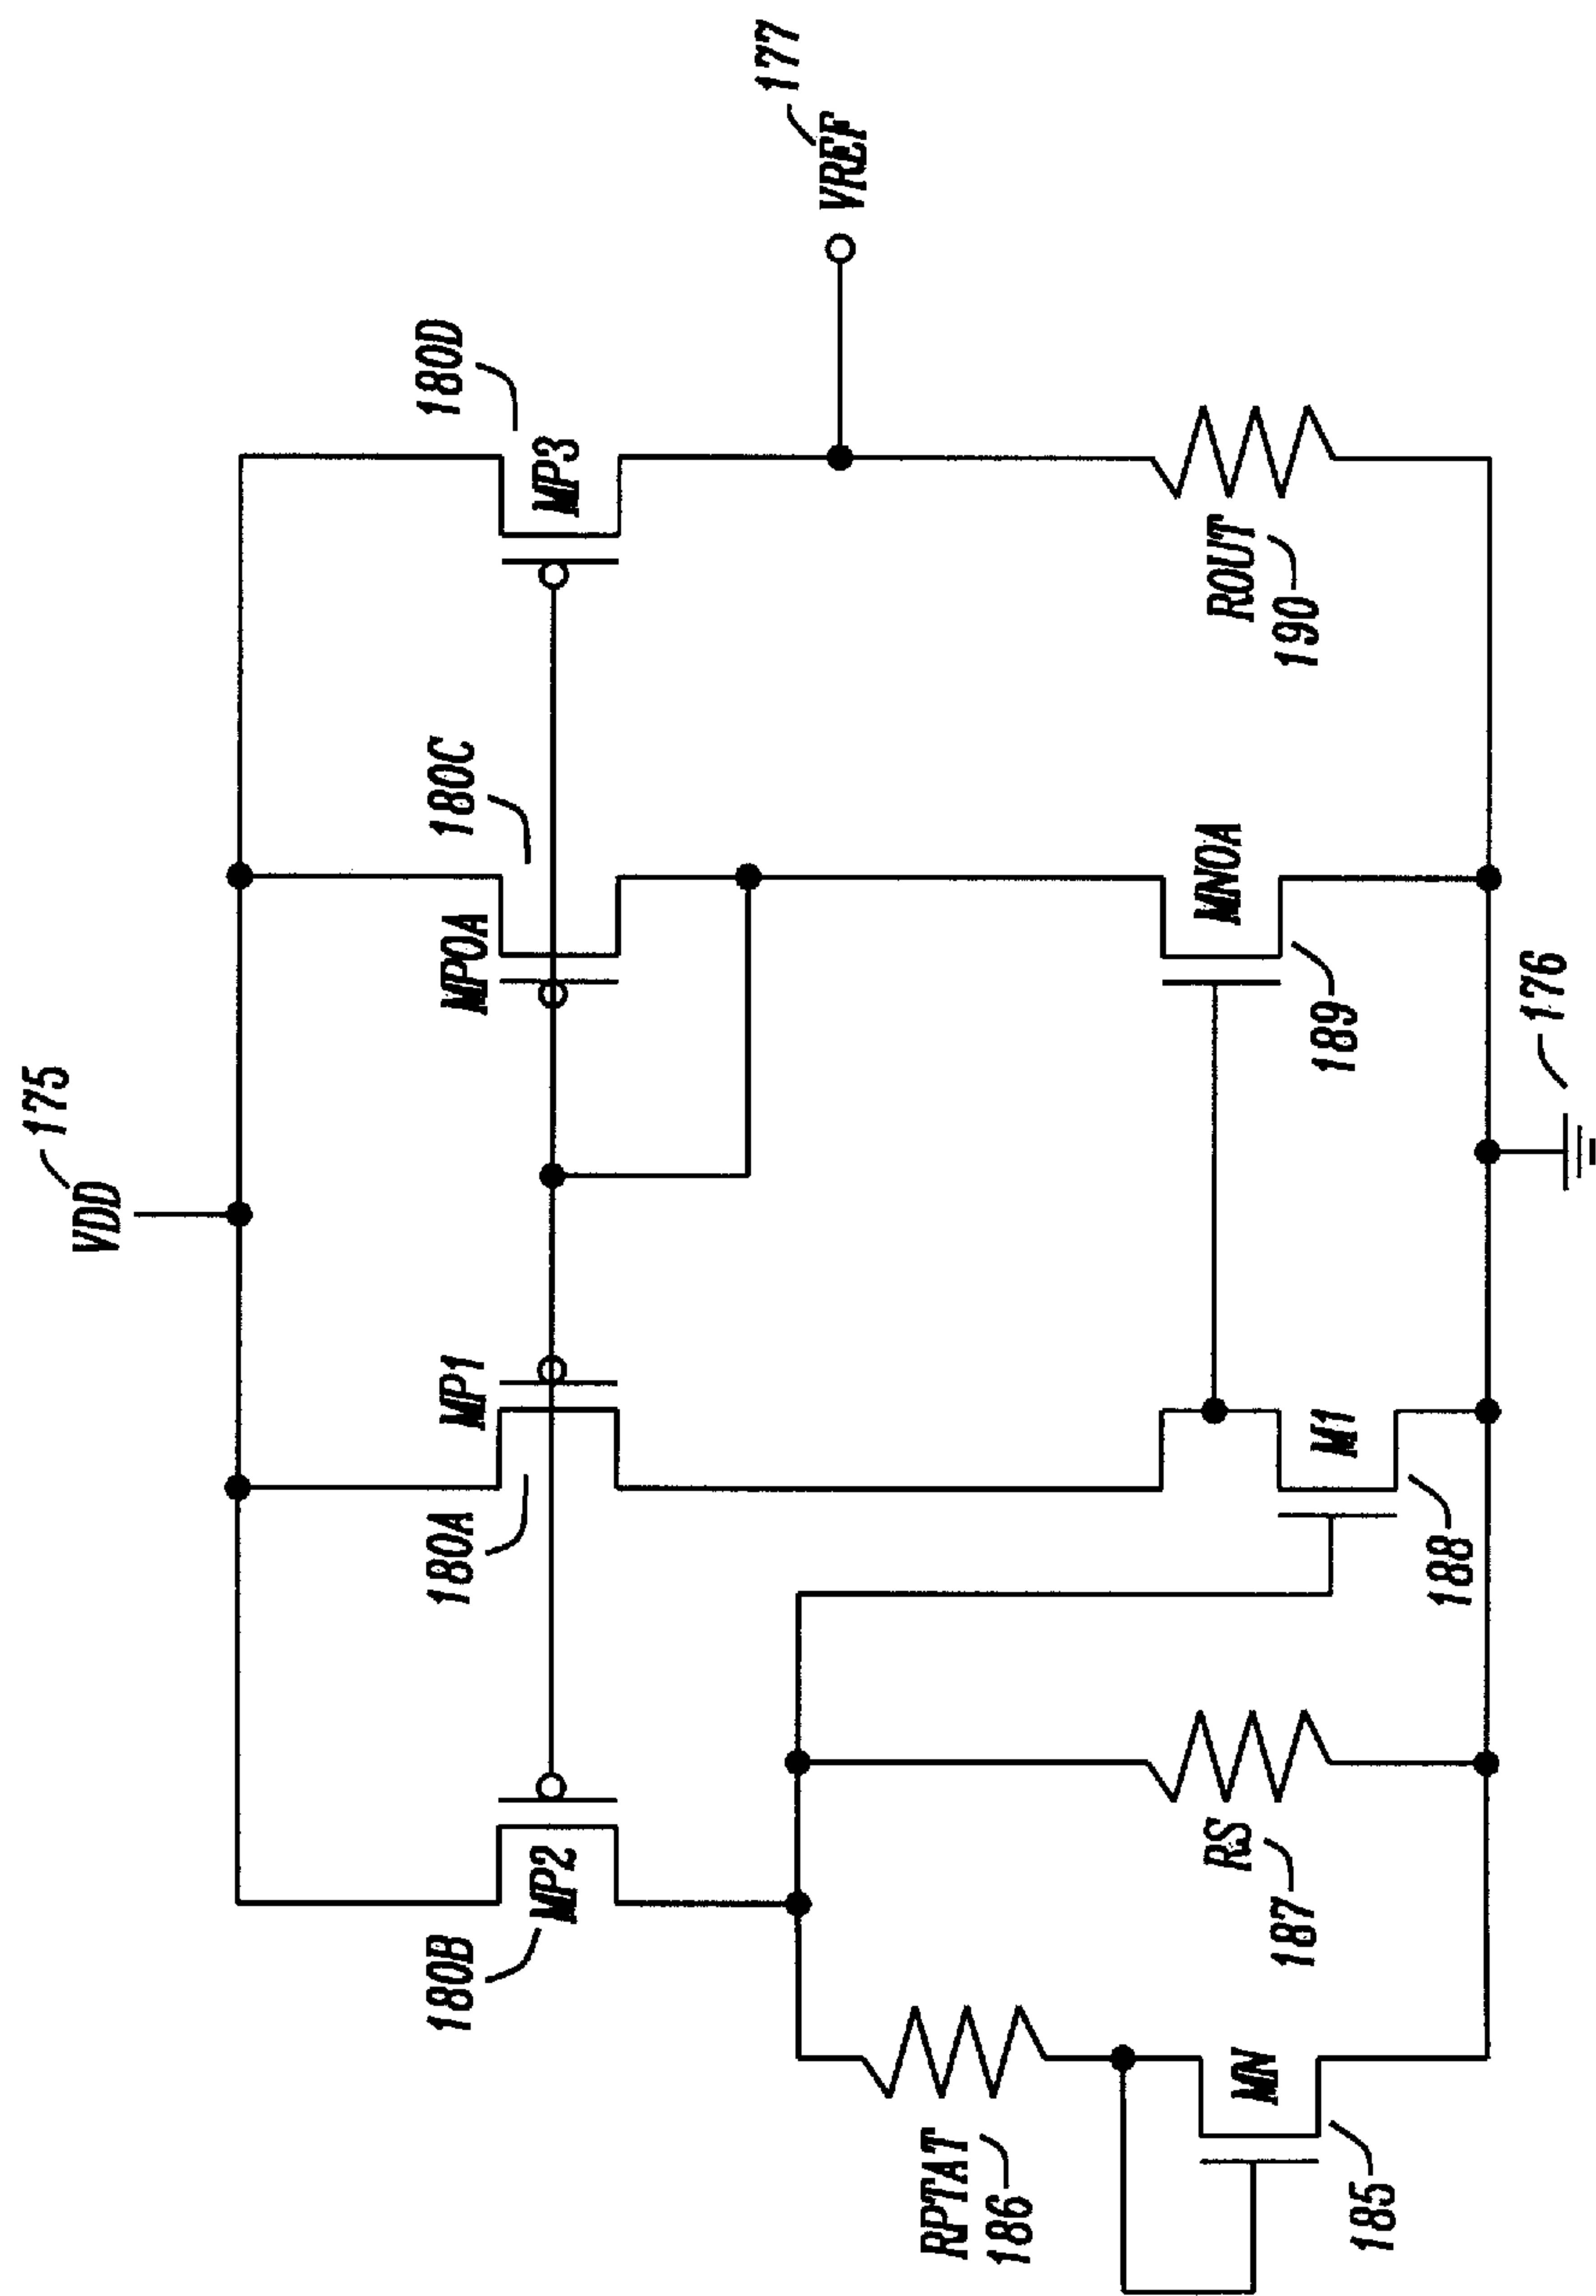 VDD
175
180B
MP2
180A
MP1
MP0A
180C
MP3
180D
VREF
177
RPTAT
186
RS
187
M1
188
MNOA
189
ROUT
190
MN
185
176